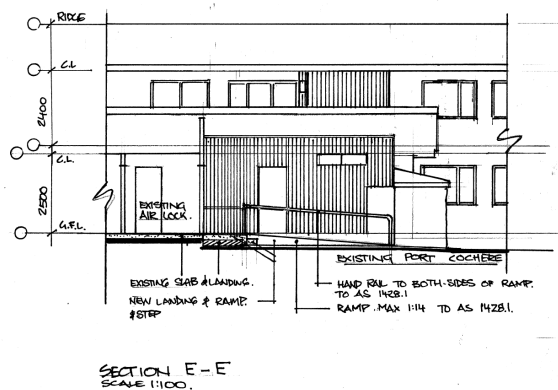 RIDGE
C.L
2400
C.L.
2500
G.F.L.
EXISTING
AIR LOCK.
EXISTING PORT COCHERE
EXISTING SLAB & LANDING.
NEW LANDING & RAMP.
& STEP
HAND RAIL TO BOTH-SIDES OF RAMP.
TO AS 1428.1
RAMP. MAX 1:14 TO AS 1428.1.
SECTION E-E
SCALE 1:100.